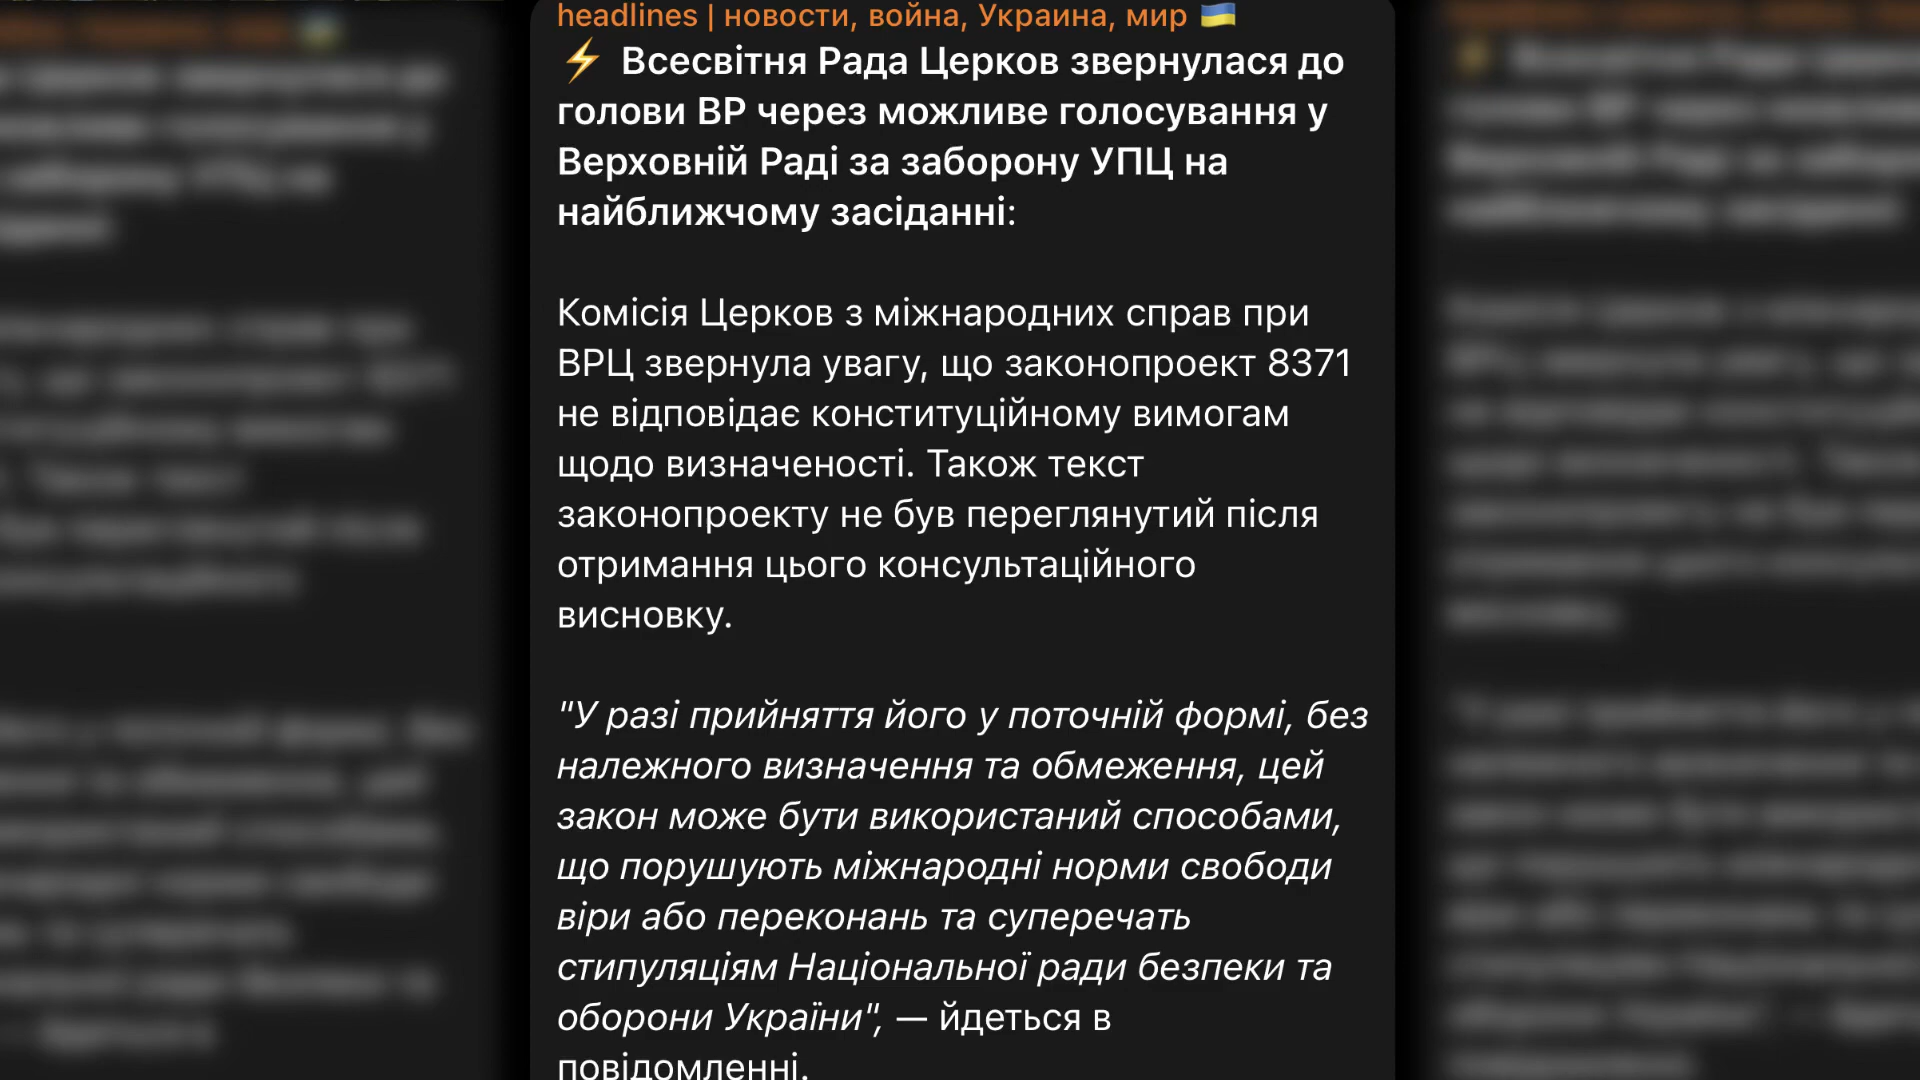 headlines | новости, война, Украина, мир 🇺🇦
⚡ Всесвітня Рада Церков звернулася до
голови ВР через можливе голосування у
Верховній Раді за заборону УПЦ на
найближчому засіданні:
Комісія Церков з міжнародних справ при
ВРЦ звернула увагу, що законопроект 8371
не відповідає конституційному вимогам
щодо визначеності. Також текст
законопроекту не був переглянутий після
отримання цього консультаційного
висновку.
"У разі прийняття його у поточній формі, без
належного визначення та обмеження, цей
закон може бути використаний способами,
що порушують міжнародні норми свободи
віри або переконань та суперечать
стипуляціям Національної ради безпеки та
оборони України", — йдеться в
повідомленні.